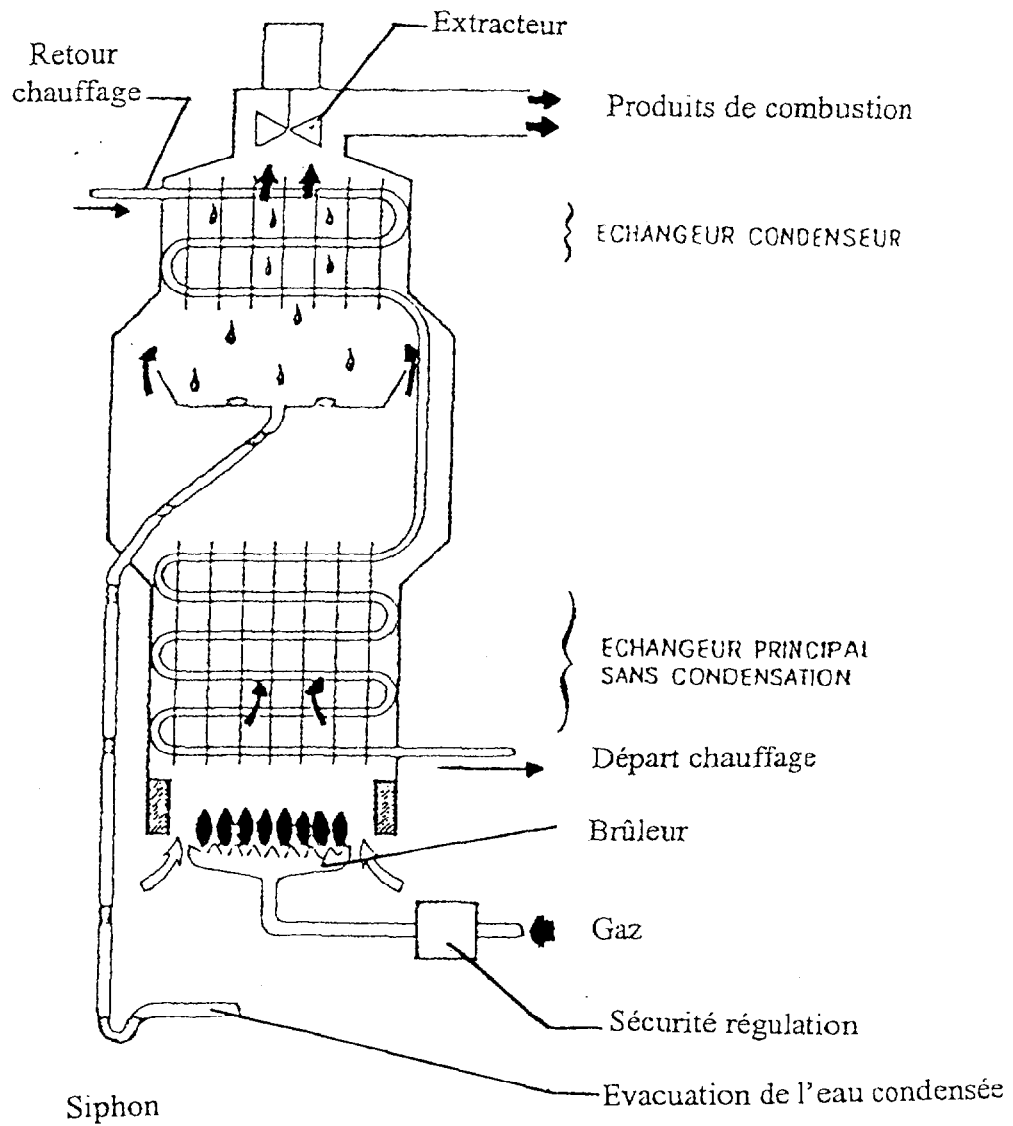 Extracteur
Retour
chauffage
Produits de combustion
ECHANGEUR CONDENSEUR
ECHANGEUR PRINCIPAL
SANS CONDENSATION
Départ chauffage
Brûleur
Gaz
Sécurité régulation
Evacuation de l'eau condensée
Siphon